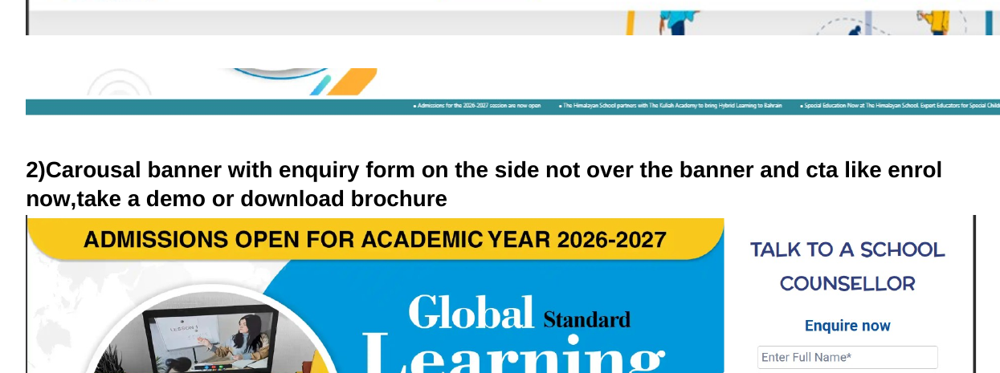 • Admissions for the 2026-2027 session are now open • The Himalayan School partners with The Kulliah Academy to bring Hybrid Learning to Bahrain • Special Education Now at The Himalayan School. Expert Educators for Special
2)Carousal banner with enquiry form on the side not over the banner and cta like enrol
now,take a demo or download brochure
ADMISSIONS OPEN FOR ACADEMIC YEAR 2026-2027
TALK TO A SCHOOL
COUNSELLOR
Global Standard
Learning
LESSON 1
Enquire now
Enter Full Name*